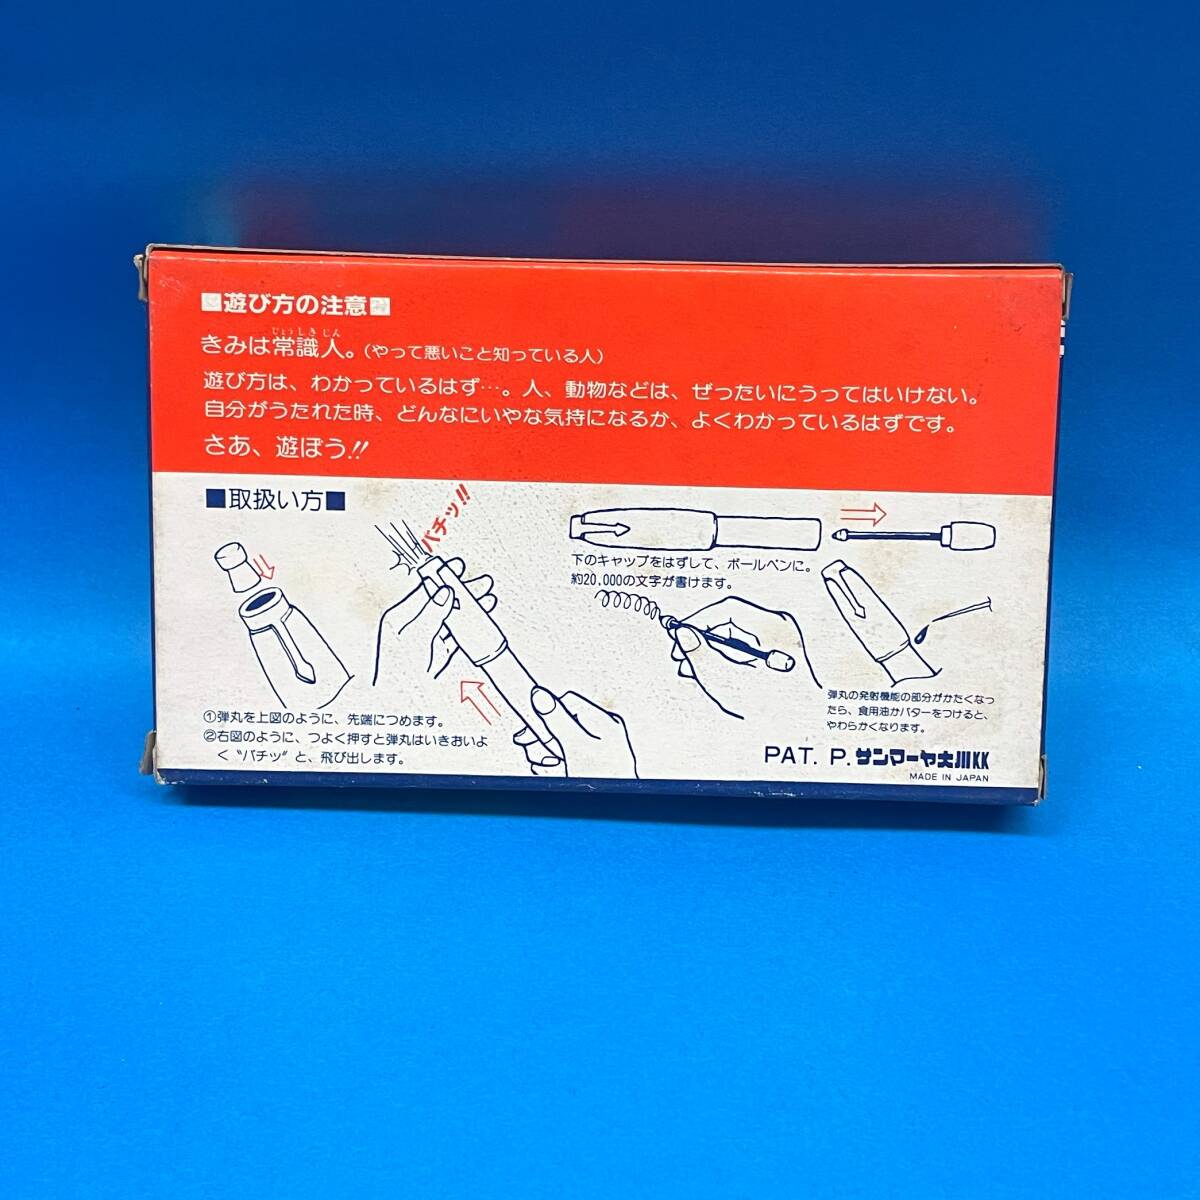 ■遊び方の注意■
じょうしきじん
きみは常識人。(やって悪いこと知っている人)
遊び方は、わかっているはず…。人、動物などは、ぜったいにうってはいけない。
自分がうたれた時、どんなにいやな気持になるか、よくわかっているはずです。
さあ、遊ぼう!!
■取扱い方■
パチッ!!
①弾丸を上図のように、先端につめます。
②右図のように、つよく押すと弾丸はいきおいよ
く〝パチッ〟と、飛び出します。
下のキャップをはずして、ボールペンに。
約20,000の文字が書けます。
弾丸の発射機能の部分がかたくなっ
たら、食用油かバターをつけると、
やわらかくなります。
PAT. P. サンマーヤ大川KK
MADE IN JAPAN